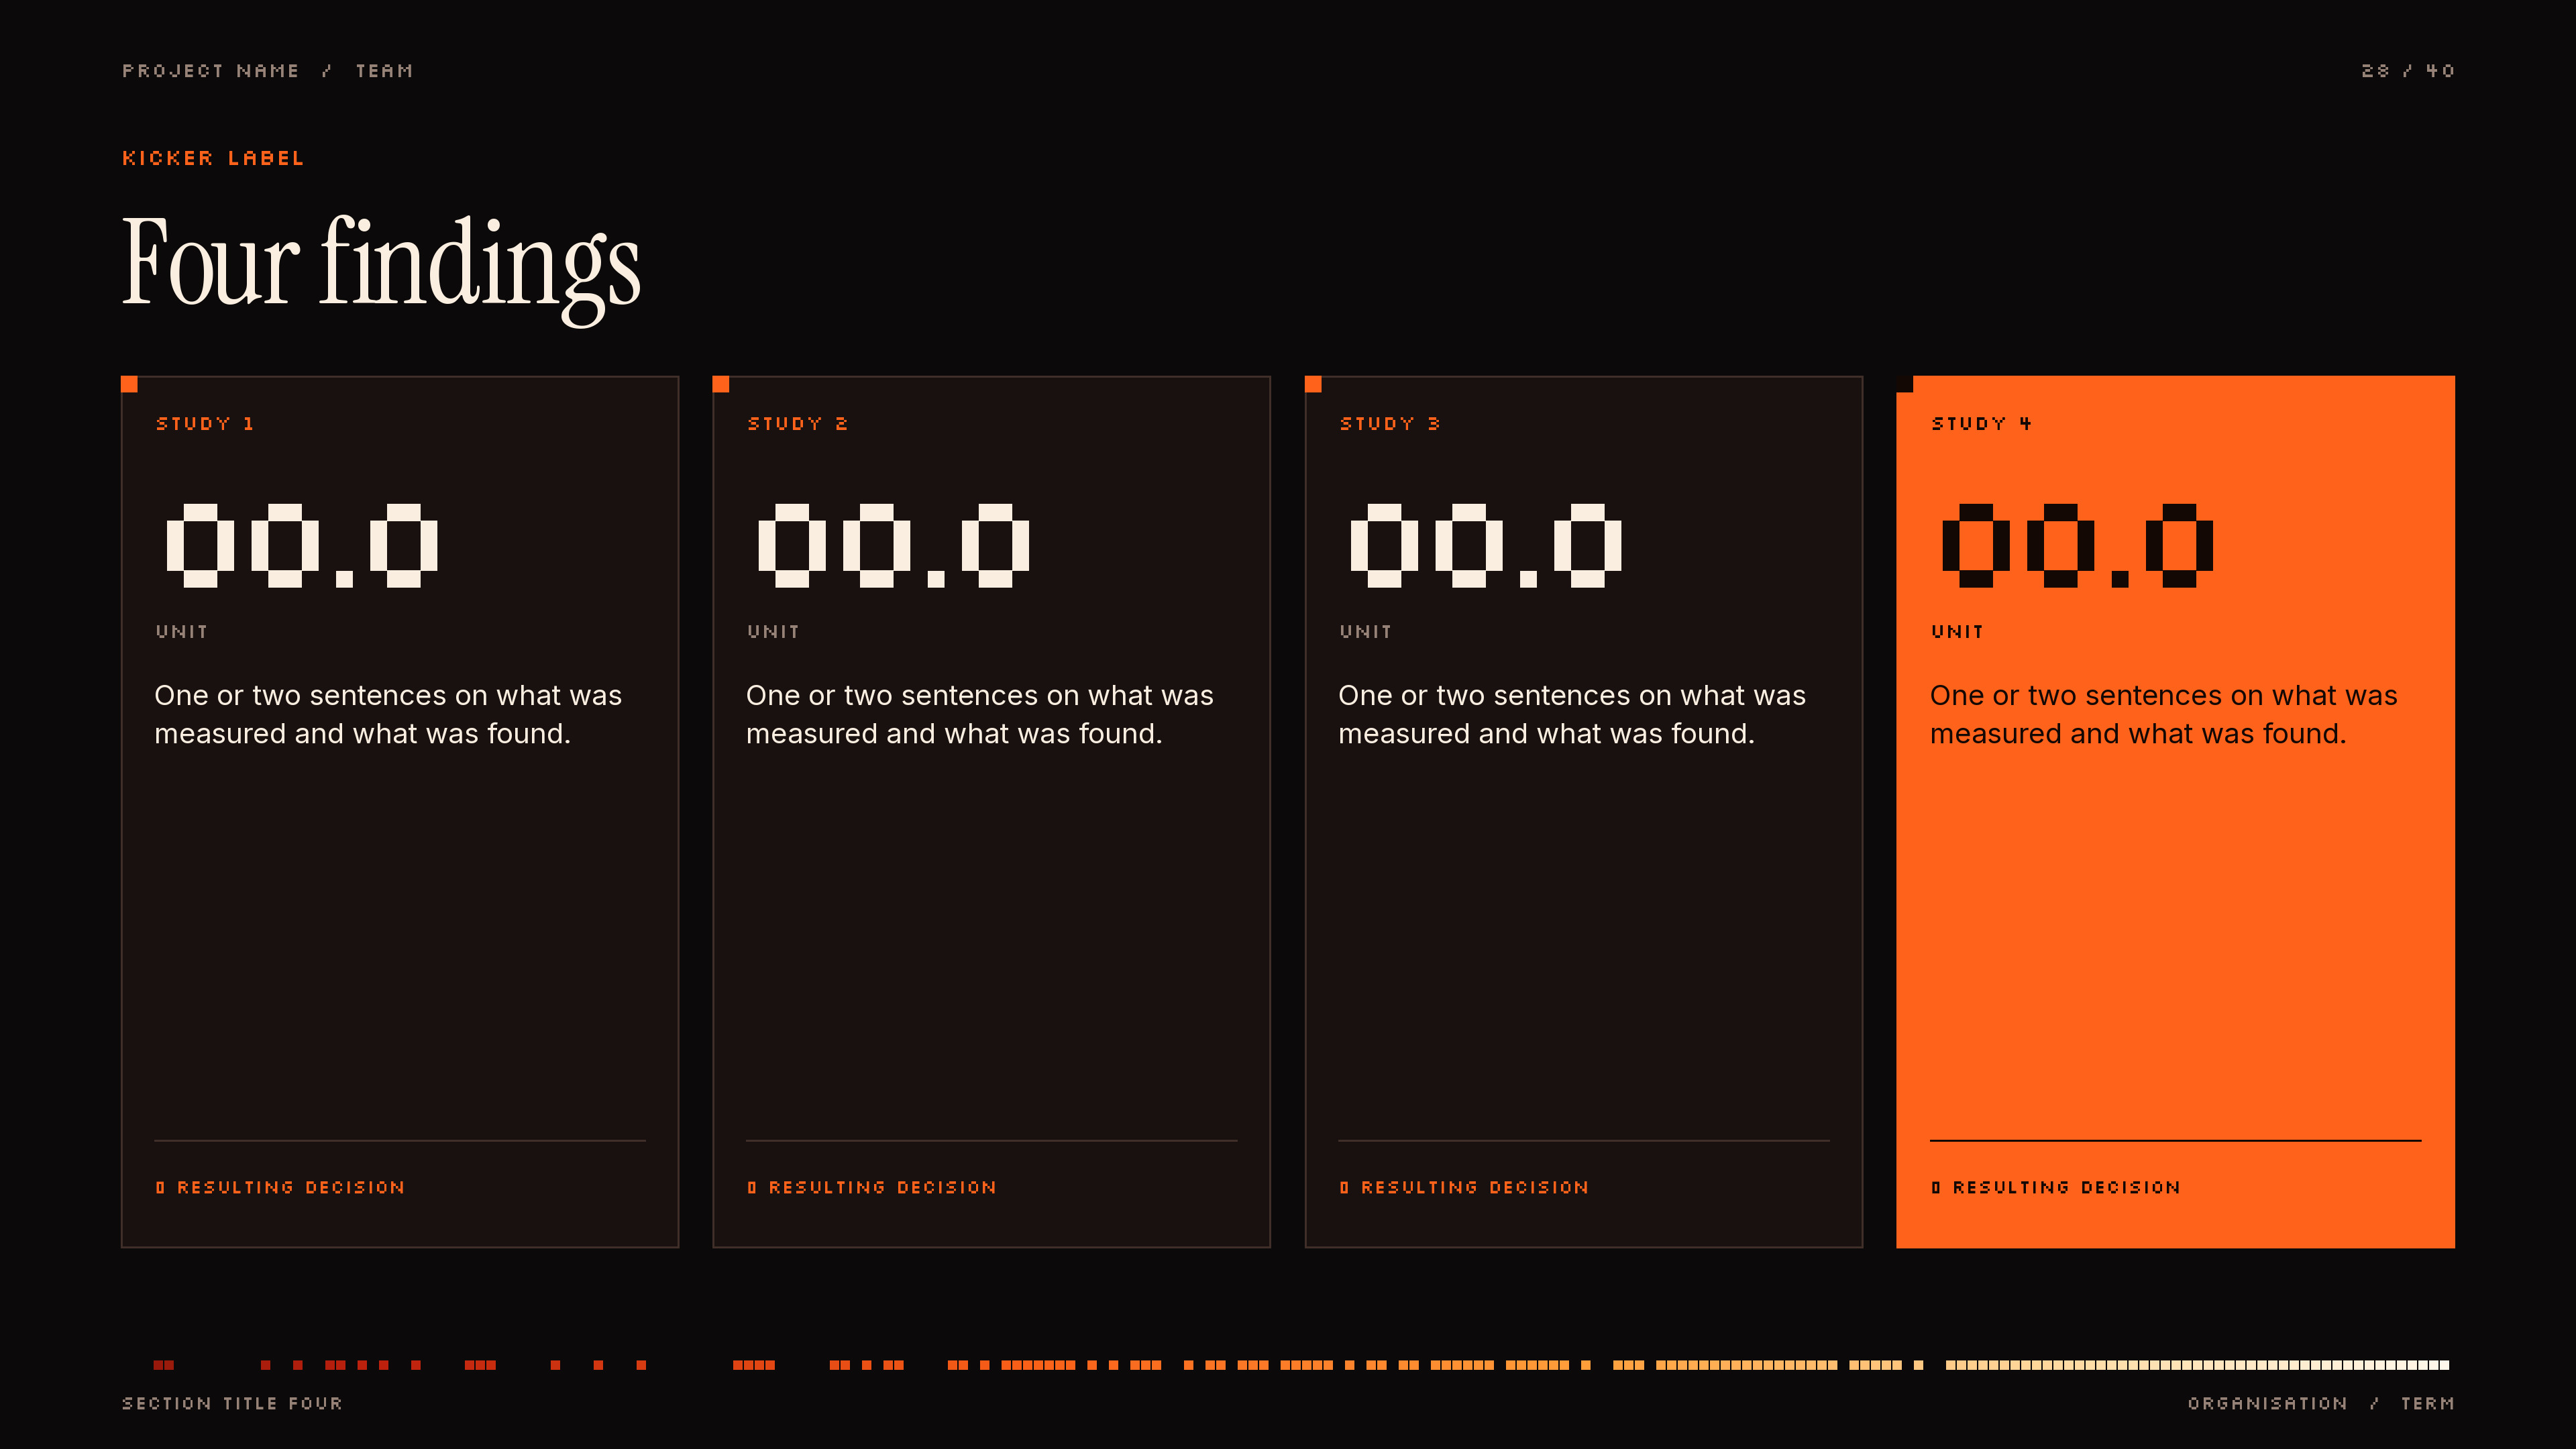 PROJECT NAME / TEAM
28 / 40
KICKER LABEL
Four findings
STUDY 1
00.0
UNIT
One or two sentences on what was
measured and what was found.
RESULTING DECISION
STUDY 2
00.0
UNIT
One or two sentences on what was
measured and what was found.
RESULTING DECISION
STUDY 3
00.0
UNIT
One or two sentences on what was
measured and what was found.
RESULTING DECISION
STUDY 4
00.0
UNIT
One or two sentences on what was
measured and what was found.
RESULTING DECISION
SECTION TITLE FOUR
ORGANISATION / TERM